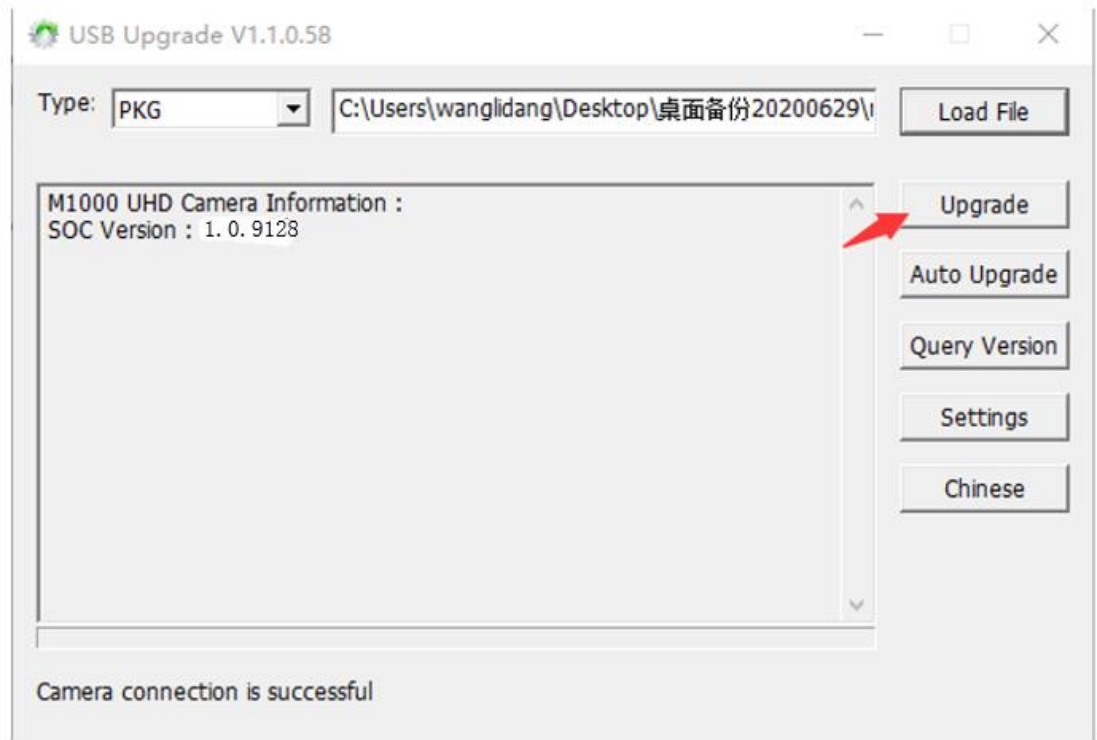 USB Upgrade V1.1.0.58
Type: PKG C:\Users\wanglidang\Desktop\桌面备份20200629\ Load File
M1000 UHD Camera Information :
SOC Version : 1.0.9128
Upgrade
Auto Upgrade
Query Version
Settings
Chinese
Camera connection is successful